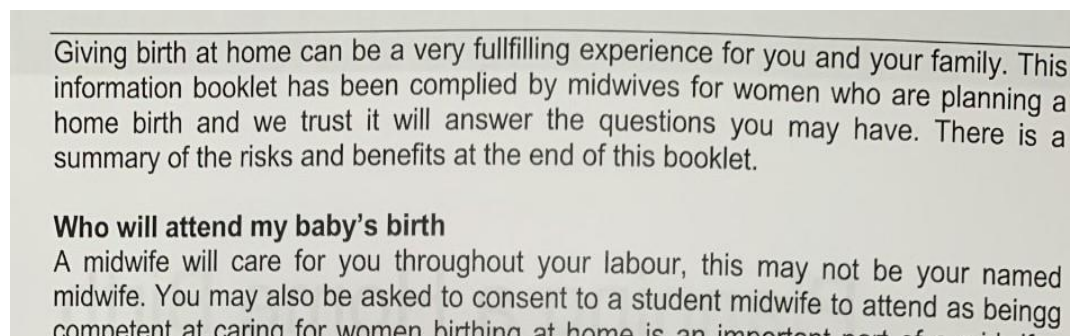 Giving birth at home can be a very fullfilling experience for you and your family. This
information booklet has been complied by midwives for women who are planning a
home birth and we trust it will answer the questions you may have. There is a
summary of the risks and benefits at the end of this booklet.
Who will attend my baby's birth
A midwife will care for you throughout your labour, this may not be your named
midwife. You may also be asked to consent to a student midwife to attend as beingg
competent at caring for women birthing at home is an important part of